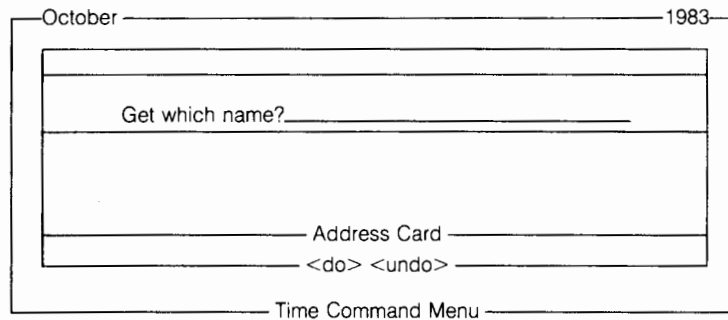 October 1983
Get which name?
Address Card
<do> <undo>
Time Command Menu